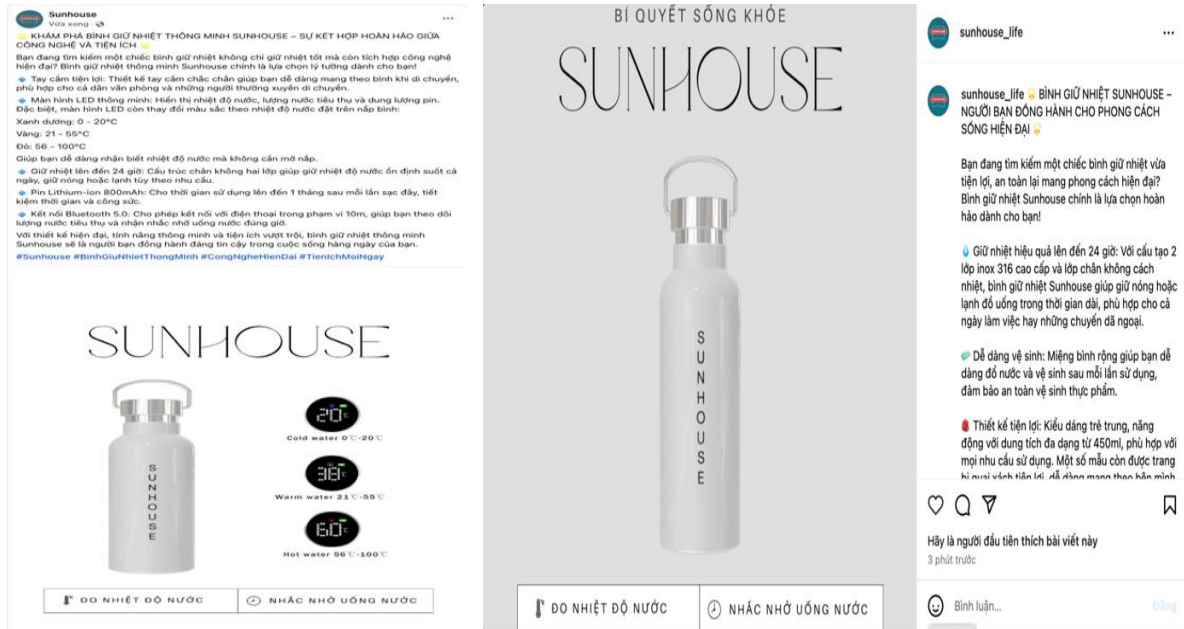 Sunhouse
Vừa xong
KHÁM PHÁ BÌNH GIỮ NHIỆT THÔNG MINH SUNHOUSE – SỰ KẾT HỢP HOÀN HẢO GIỮA
CÔNG NGHỆ VÀ TIỆN ÍCH
Bạn đang tìm kiếm một chiếc bình giữ nhiệt không chỉ giữ nhiệt tốt mà còn tích hợp công nghệ
hiện đại? Bình giữ nhiệt thông minh Sunhouse chính là lựa chọn lý tưởng dành cho bạn!
Tay cầm tiện lợi: Thiết kế tay cầm chắc chắn giúp bạn dễ dàng mang theo bình khi di chuyển,
phù hợp cho cả dân văn phòng và những người thường xuyên di chuyển.
Màn hình LED thông minh: Hiển thị nhiệt độ nước, lượng nước tiêu thụ và dung lượng pin.
Đặc biệt, màn hình LED còn thay đổi màu sắc theo nhiệt độ nước đặt trên nắp bình:
Xanh dương: 0 - 20°C
Vàng: 21 - 55°C
Đỏ: 56 - 100°C
Giúp bạn dễ dàng nhận biết nhiệt độ nước mà không cần mở nắp.
Giữ nhiệt lên đến 24 giờ: Cấu trúc chân không hai lớp giúp giữ nhiệt độ nước ổn định suốt cả
ngày, giữ nóng hoặc lạnh tùy theo nhu cầu.
Pin Lithium-ion 800mAh: Cho thời gian sử dụng lên đến 1 tháng sau mỗi lần sạc đầy, tiết
kiệm thời gian và công sức.
Kết nối Bluetooth 5.0: Cho phép kết nối với điện thoại trong phạm vi 10m, giúp bạn theo dõi
lượng nước tiêu thụ và nhận nhắc nhở uống nước đúng giờ.
Với thiết kế hiện đại, tính năng thông minh và tiện ích vượt trội, bình giữ nhiệt thông minh
Sunhouse sẽ là người bạn đồng hành đáng tin cậy trong cuộc sống hàng ngày của bạn.
#Sunhouse #BinhGiuNhietThongMinh #CongNgheHienDai #TienIchMoiNgay
SUNHOUSE
SUNHOUSE
20°C
Cold water 0°C-20°C
38°C
Warm water 21°C-55°C
60°C
Hot water 56°C-100°C
ĐO NHIỆT ĐỘ NƯỚC
NHẮC NHỞ UỐNG NƯỚC
BÍ QUYẾT SỐNG KHỎE
SUNHOUSE
SUNHOUSE
ĐO NHIỆT ĐỘ NƯỚC
NHẮC NHỞ UỐNG NƯỚC
sunhouse_life
sunhouse_life BÌNH GIỮ NHIỆT SUNHOUSE –
NGƯỜI BẠN ĐỒNG HÀNH CHO PHONG CÁCH
SỐNG HIỆN ĐẠI
Bạn đang tìm kiếm một chiếc bình giữ nhiệt vừa
tiện lợi, an toàn lại mang phong cách hiện đại?
Bình giữ nhiệt Sunhouse chính là lựa chọn hoàn
hảo dành cho bạn!
Giữ nhiệt hiệu quả lên đến 24 giờ: Với cấu tạo 2
lớp inox 316 cao cấp và lớp chân không cách
nhiệt, bình giữ nhiệt Sunhouse giúp giữ nóng hoặc
lạnh đồ uống trong thời gian dài, phù hợp cho cả
ngày làm việc hay những chuyến dã ngoại.
Dễ dàng vệ sinh: Miệng bình rộng giúp bạn dễ
dàng đổ nước và vệ sinh sau mỗi lần sử dụng,
đảm bảo an toàn vệ sinh thực phẩm.
Thiết kế tiện lợi: Kiểu dáng trẻ trung, năng
động với dung tích đa dạng từ 450ml, phù hợp với
mọi nhu cầu sử dụng. Một số mẫu còn được trang
bị quai xách tiện lợi, dễ dàng mang theo bên mình
Hãy là người đầu tiên thích bài viết này
3 phút trước
Bình luận...
Đăng